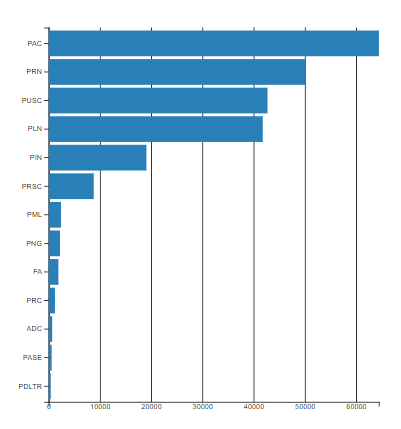 PAC
PRN
PUSC
PLN
PIN
PRSC
PML
PNG
FA
PRC
ADC
PASE
PDLTR
0 10000 20000 30000 40000 50000 60000